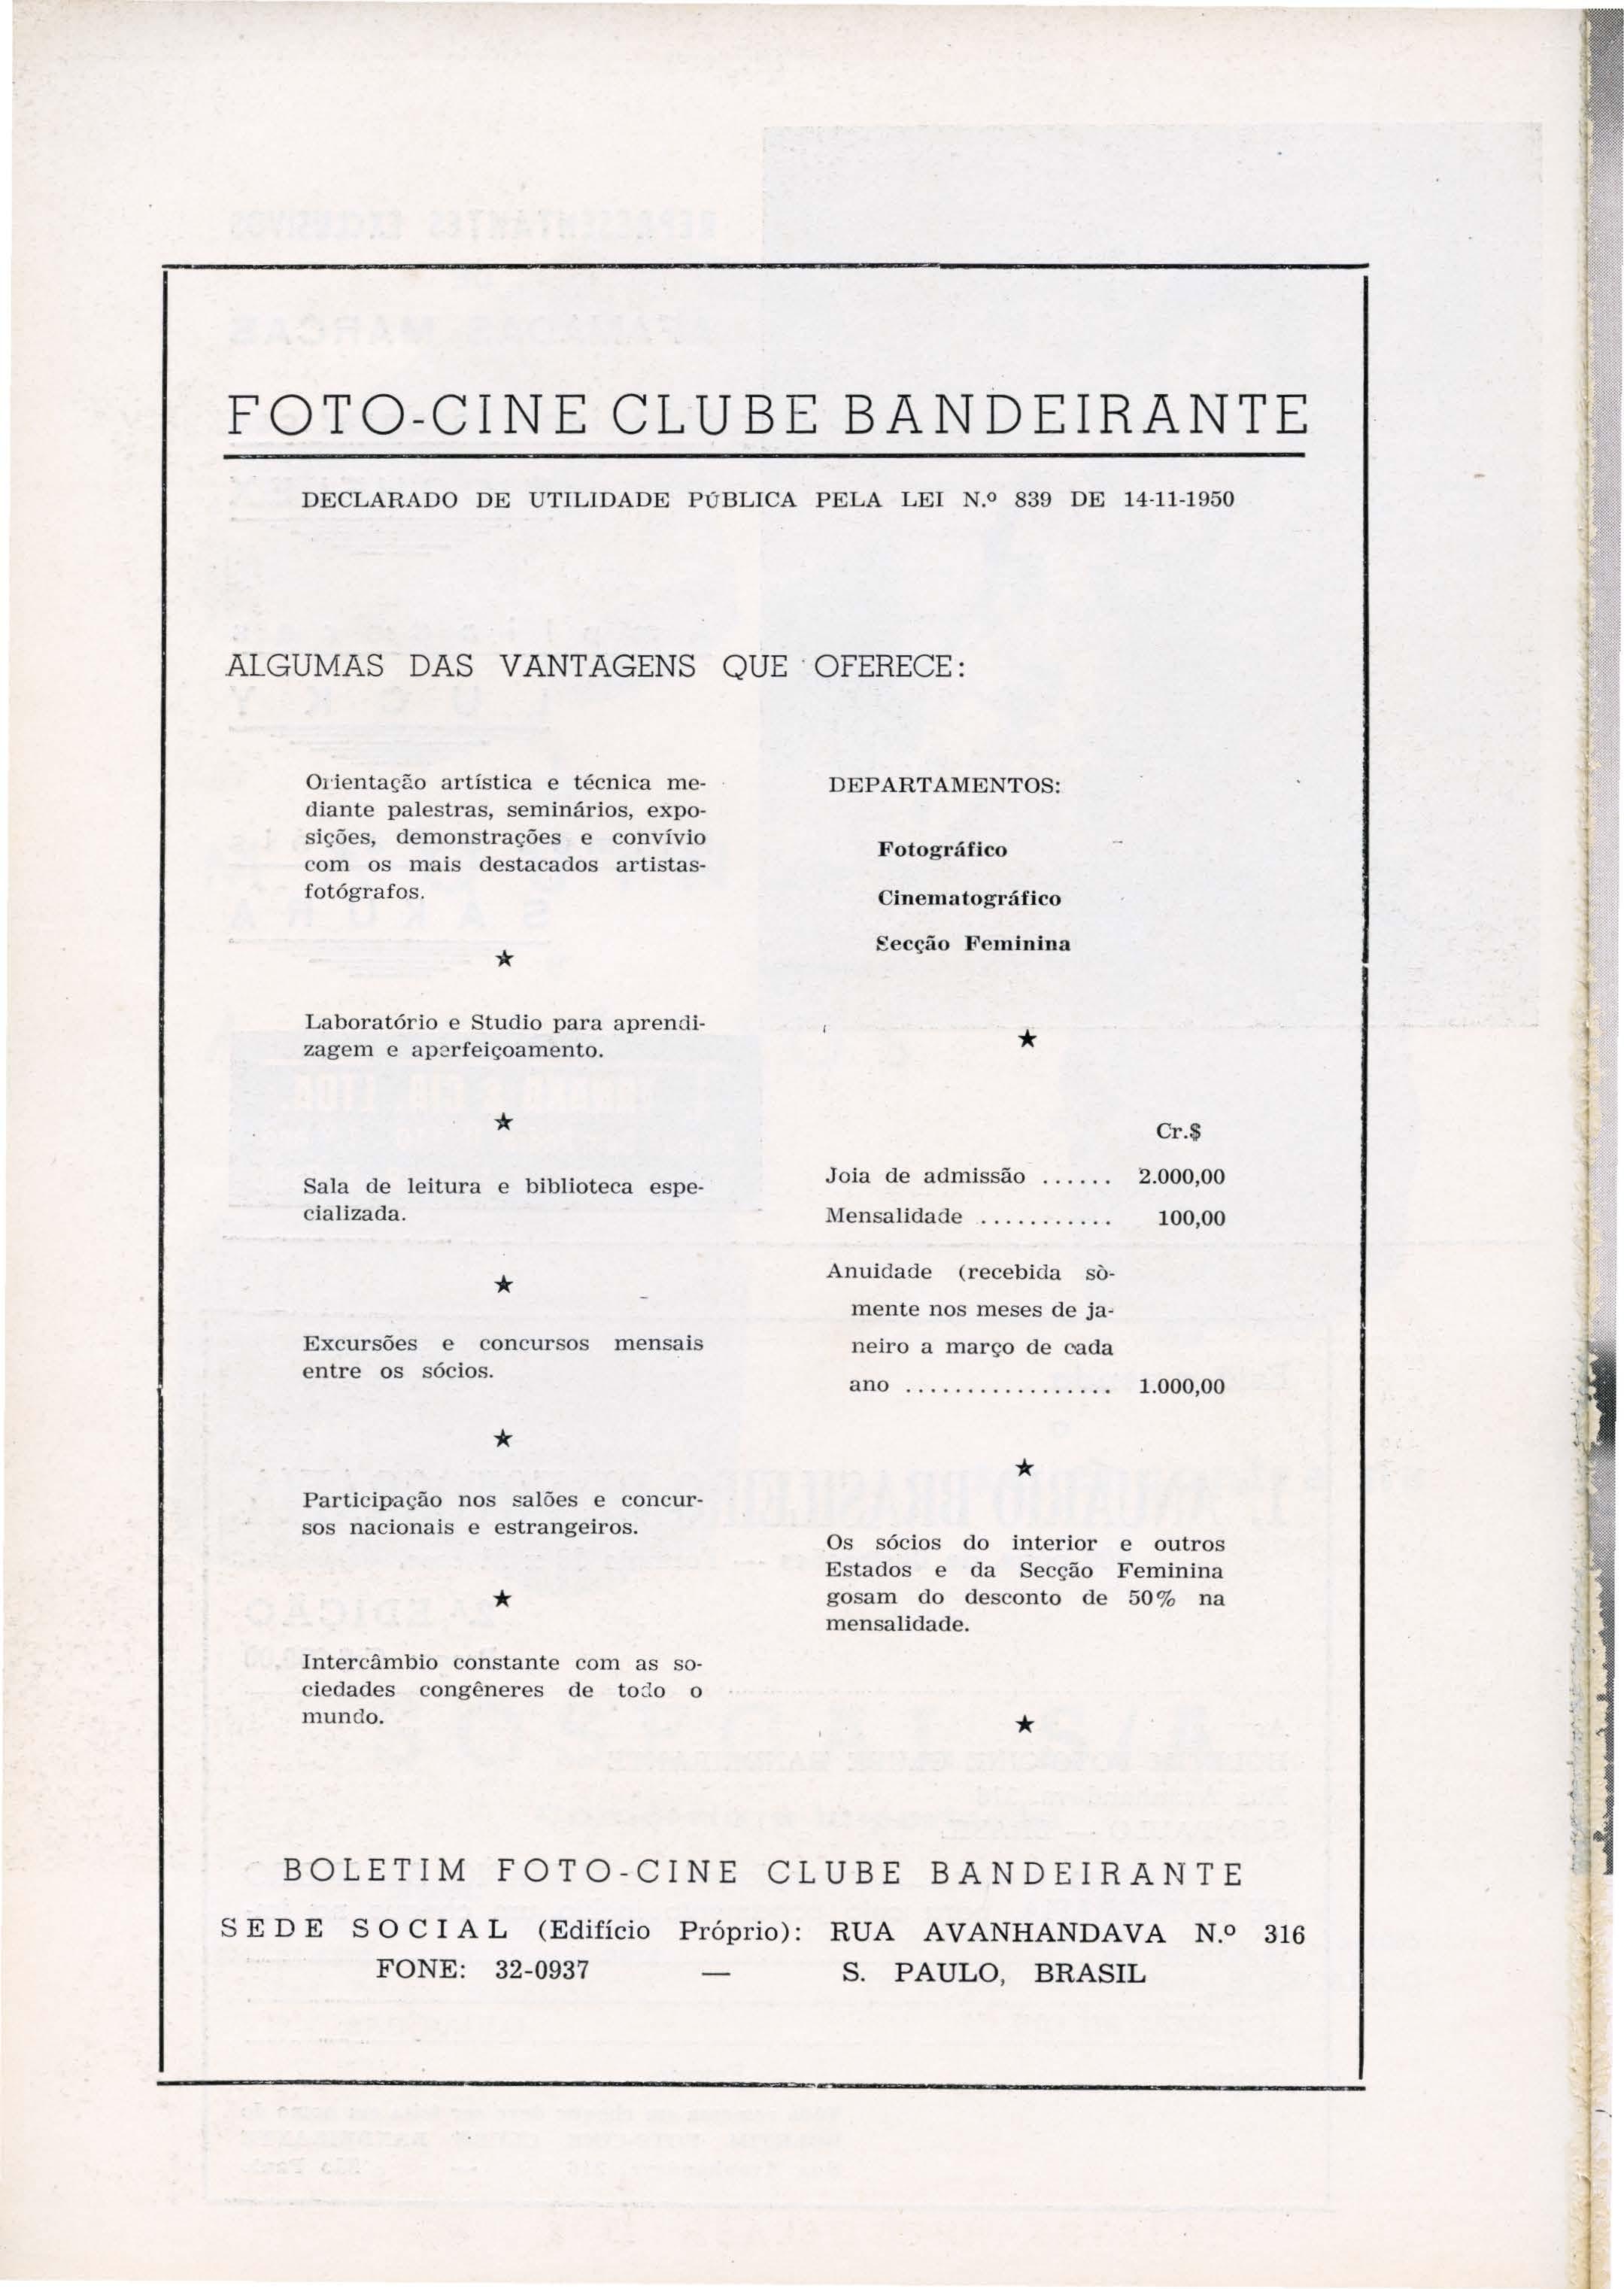 FOTO-CINE CLUBE BANDEIRANTE
DECLARADO DE UTILIDADE PÚBLICA PELA LEI N.º 839 DE 14-11-1950
ALGUMAS DAS VANTAGENS QUE OFERECE:
Orientação artística e técnica me-
diante palestras, seminários, expo-
sições, demonstrações e convívio
com os mais destacados artistas-
fotógrafos.
★
Laboratório e Studio para aprendi-
zagem e aperfeiçoamento.
★
Sala de leitura e biblioteca espe-
cializada.
★
Excursões e concursos mensais
entre os sócios.
★
Participação nos salões e concur-
sos nacionais e estrangeiros.
★
Intercâmbio constante com as so-
ciedades congêneres de todo o
mundo.
DEPARTAMENTOS:
Fotográfico
Cinematográfico
Secção Feminina
★
Cr.$
Joia de admissão ...... 2.000,00
Mensalidade ........... 100,00
Anuidade (recebida sò-
mente nos meses de ja-
neiro a março de cada
ano ................. 1.000,00
★
Os sócios do interior e outros
Estados e da Secção Feminina
gosam do desconto de 50% na
mensalidade.
★
BOLETIM FOTO-CINE CLUBE BANDEIRANTE
SEDE SOCIAL (Edifício Próprio): RUA AVANHANDAVA N.º 316
FONE: 32-0937 — S. PAULO, BRASIL